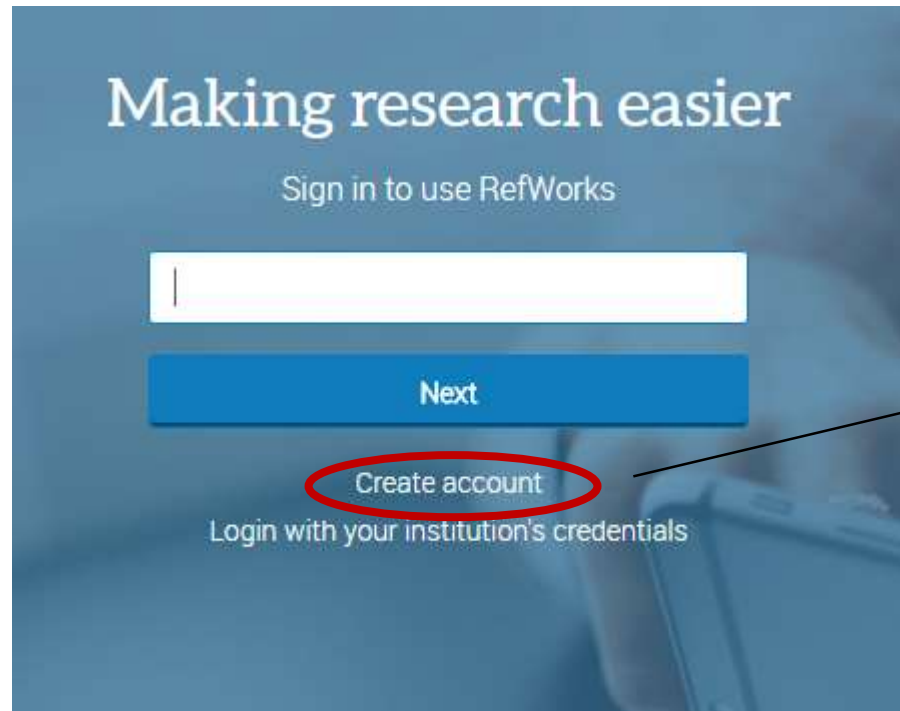 Making research easier
Sign in to use RefWorks
Next
Create account
Login with your institution's credentials